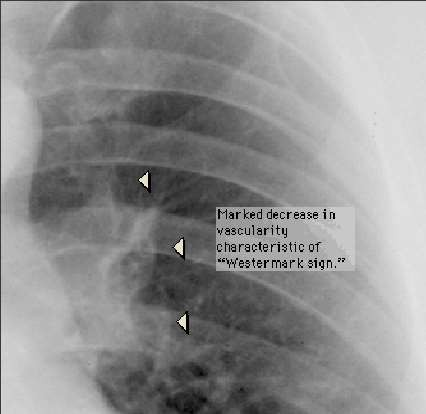 Marked decrease in
vascularity
characteristic of
“Westermark sign.”